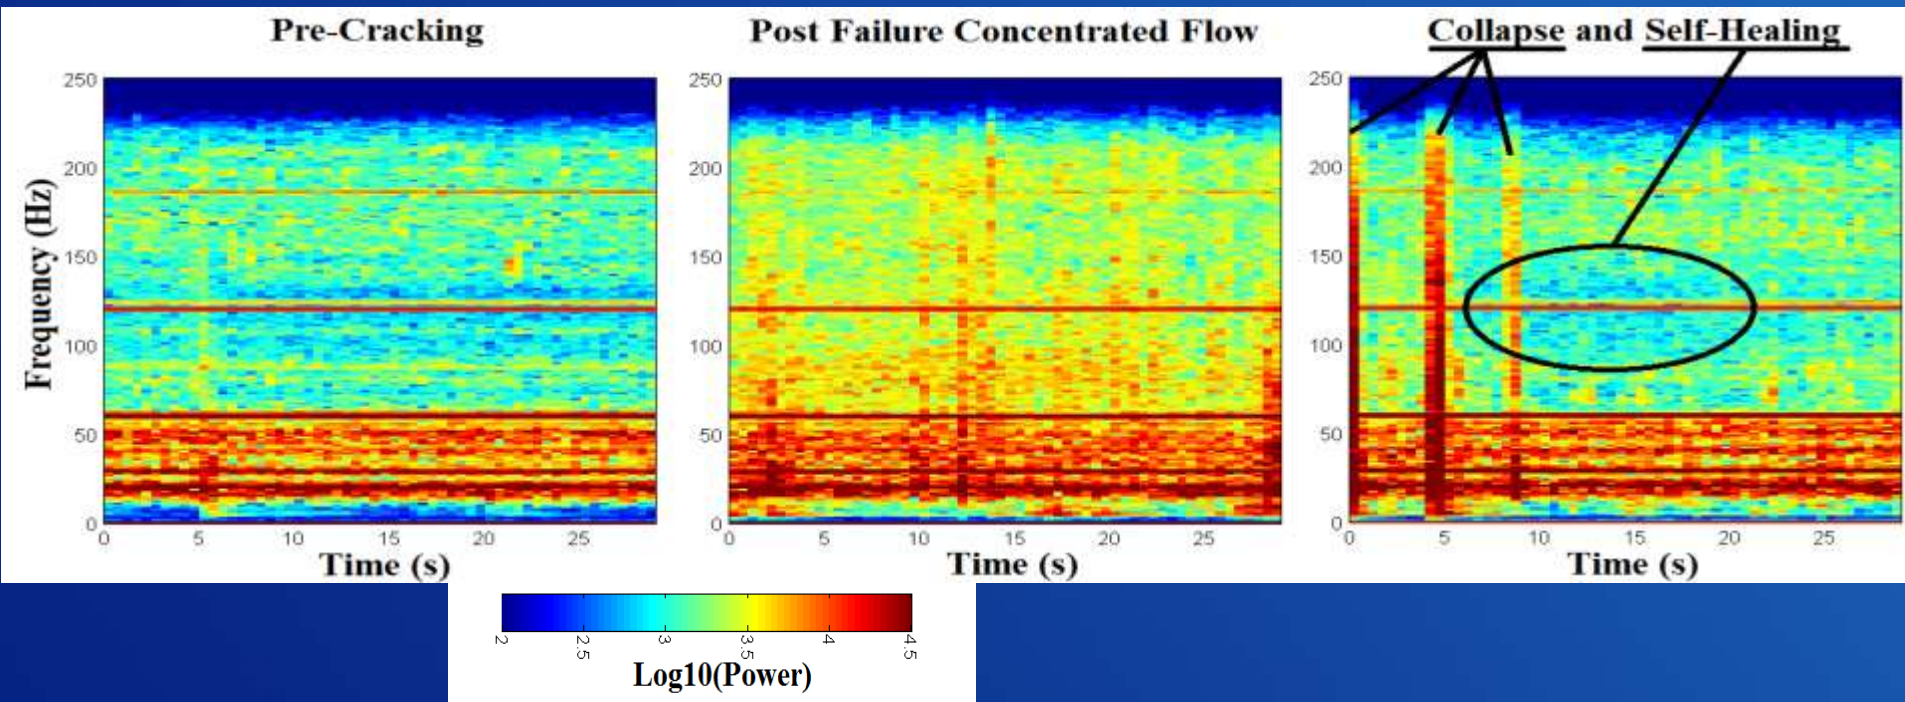 Pre-Cracking
Post Failure Concentrated Flow
Collapse and Self-Healing
Frequency (Hz)
250
200
150
100
50
0
0 5 10 15 20 25
Time (s)
250
200
150
100
50
0
0 5 10 15 20 25
Time (s)
250
200
150
100
50
0
0 5 10 15 20 25
Time (s)
2 2.5 3 3.5 4 4.5
Log10(Power)